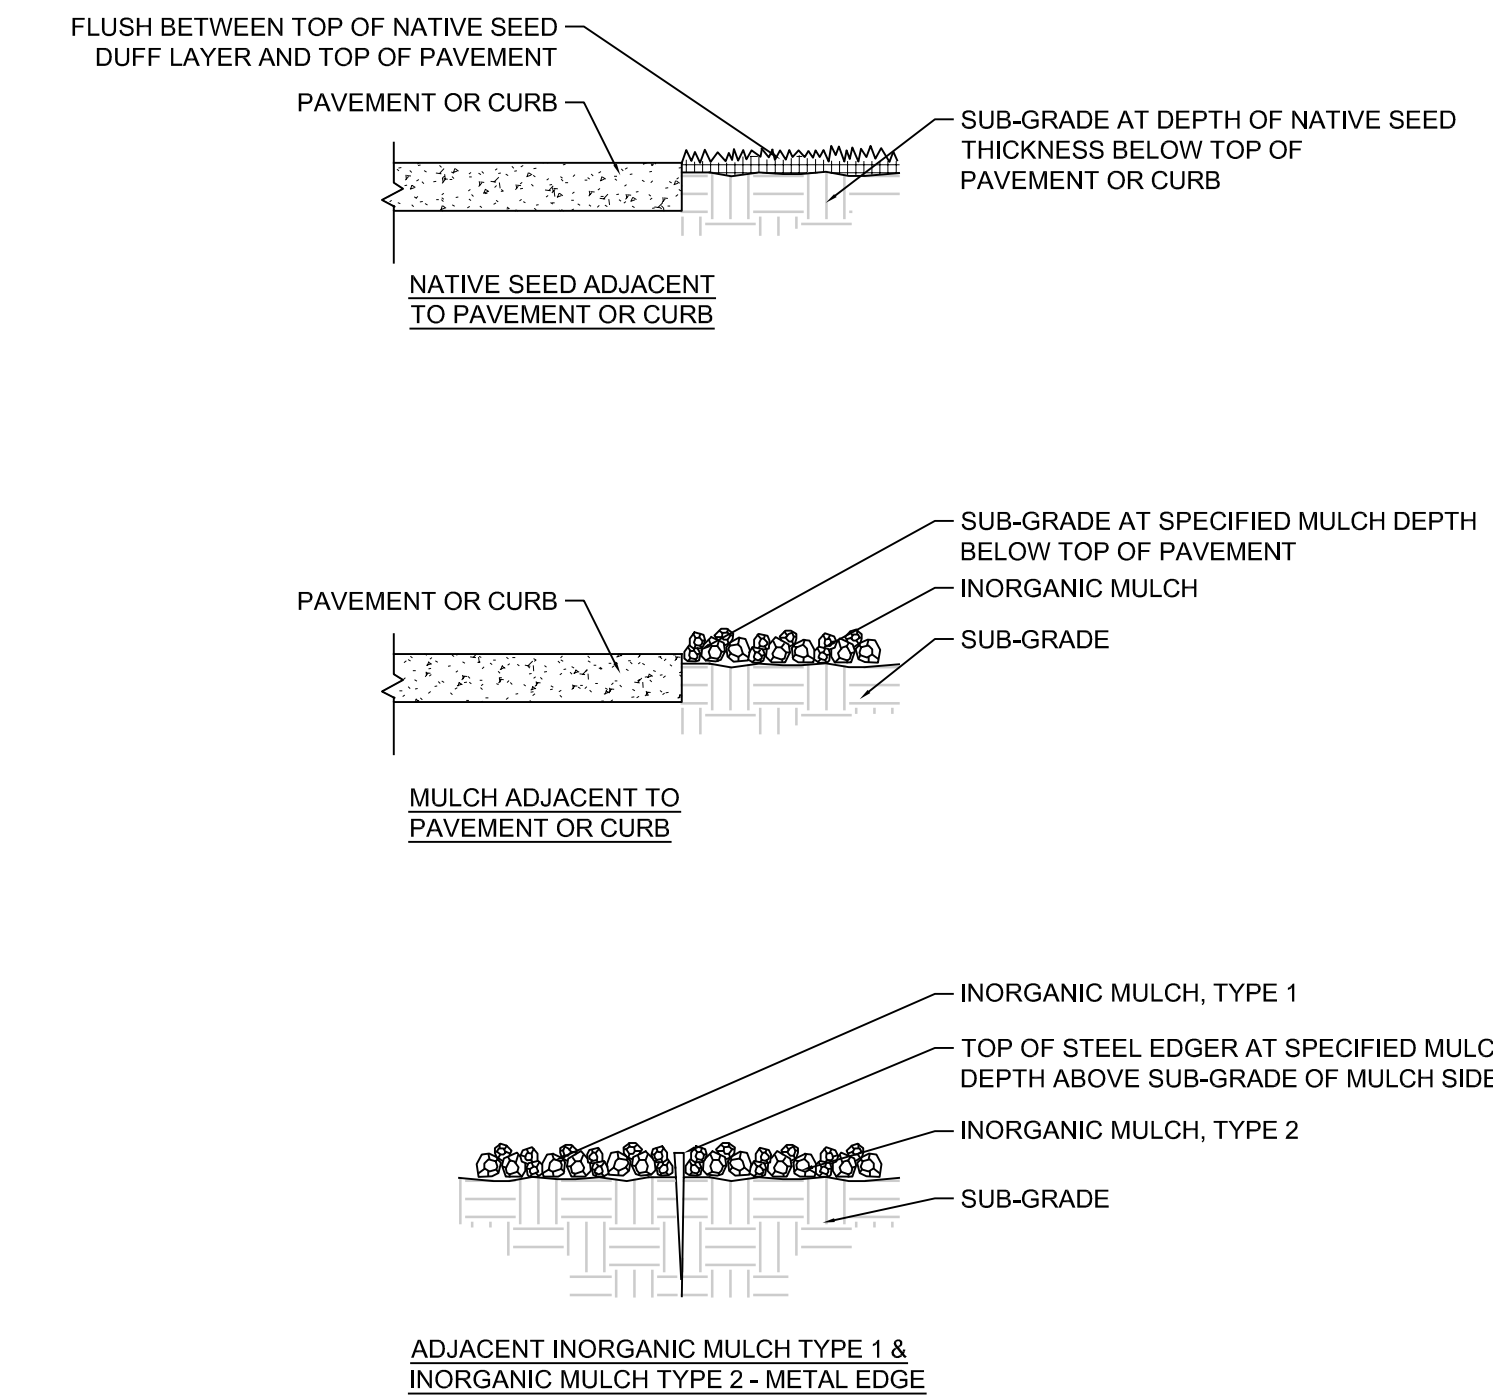 FLUSH BETWEEN TOP OF NATIVE SEED
DUFF LAYER AND TOP OF PAVEMENT
PAVEMENT OR CURB
SUB-GRADE AT DEPTH OF NATIVE SEED
THICKNESS BELOW TOP OF
PAVEMENT OR CURB
NATIVE SEED ADJACENT
TO PAVEMENT OR CURB
SUB-GRADE AT SPECIFIED MULCH DEPTH
BELOW TOP OF PAVEMENT
INORGANIC MULCH
PAVEMENT OR CURB
SUB-GRADE
MULCH ADJACENT TO
PAVEMENT OR CURB
INORGANIC MULCH, TYPE 1
TOP OF STEEL EDGER AT SPECIFIED MULC
DEPTH ABOVE SUB-GRADE OF MULCH SIDE
INORGANIC MULCH, TYPE 2
SUB-GRADE
ADJACENT INORGANIC MULCH TYPE 1 &
INORGANIC MULCH TYPE 2 - METAL EDGE